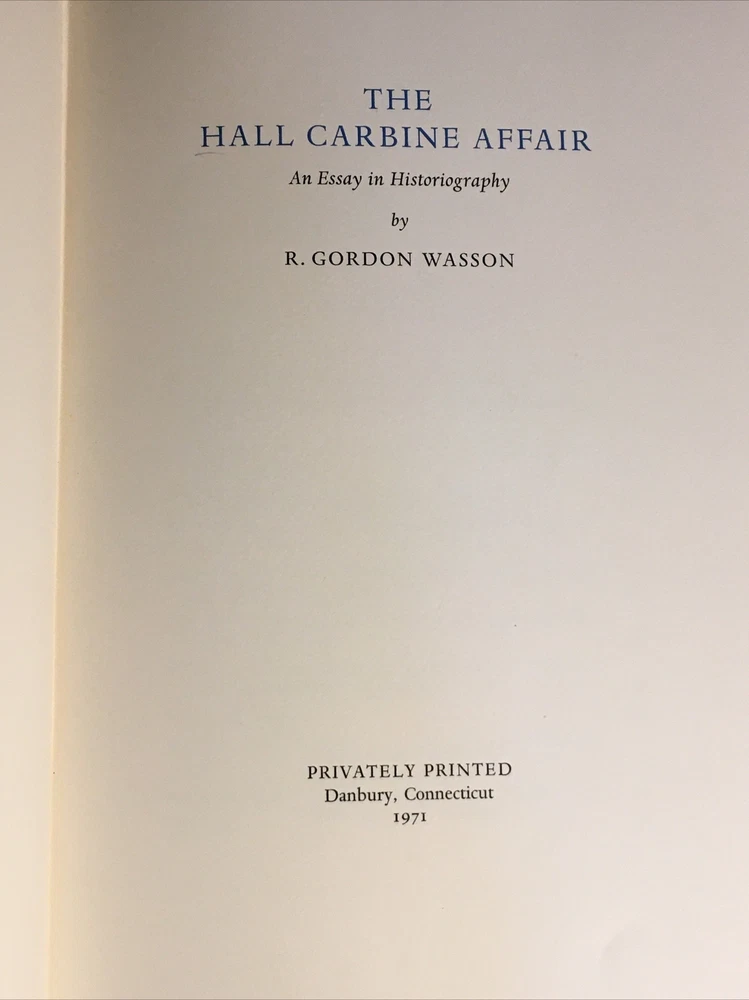 THE
HALL CARBINE AFFAIR
An Essay in Historiography
by
R. GORDON WASSON
PRIVATELY PRINTED
Danbury, Connecticut
1971